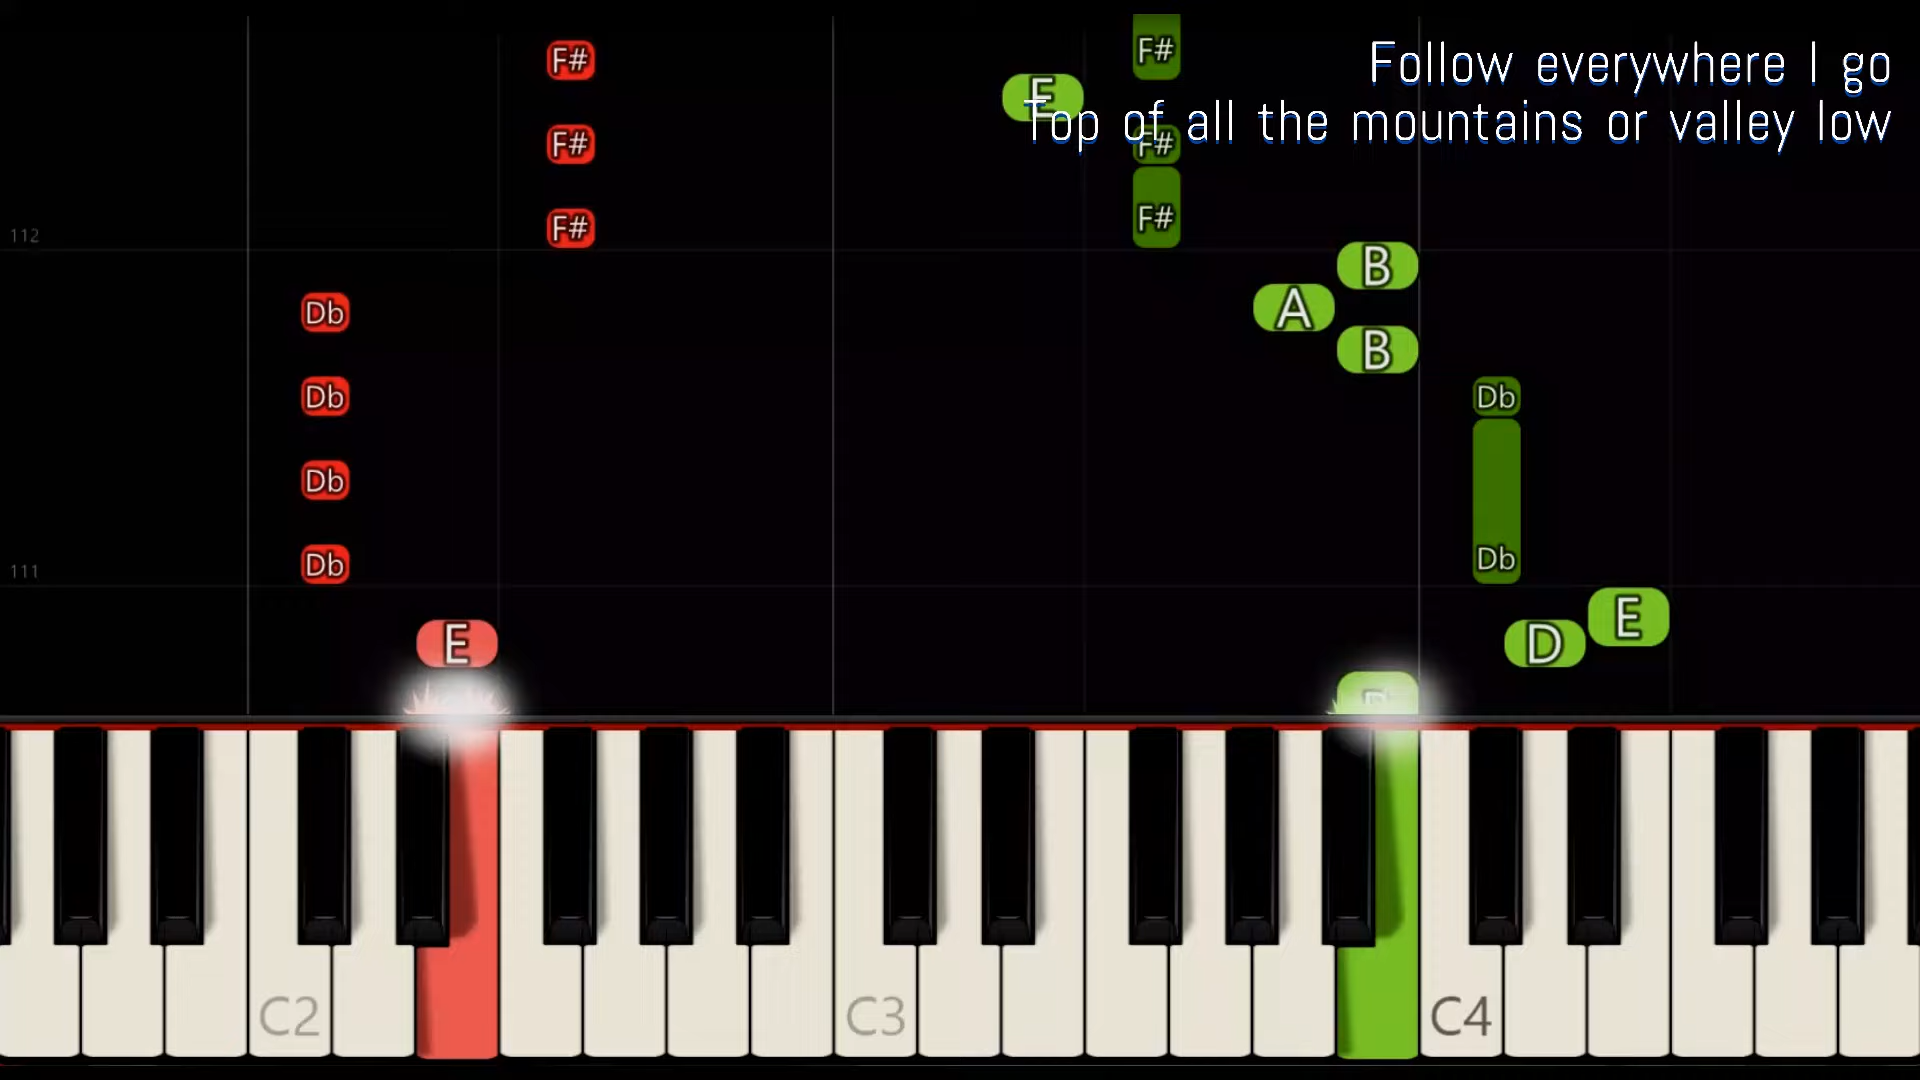 Follow everywhere I go
Top of all the mountains or valley low
F# F#
E
F# F#
F# F#
112
B
Db A
B
Db Db
Db
Db Db
111
E
E D
C2 C3 C4